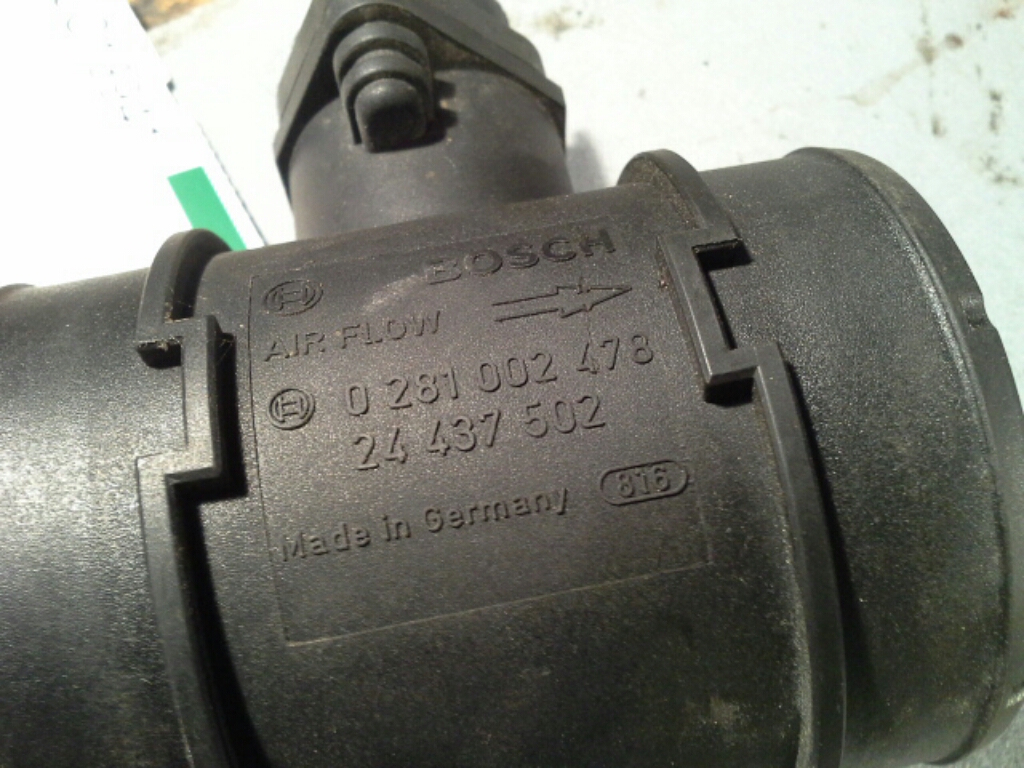 BOSCH
AIR FLOW
0 281 002 478
24 437 502
Made in Germany 816